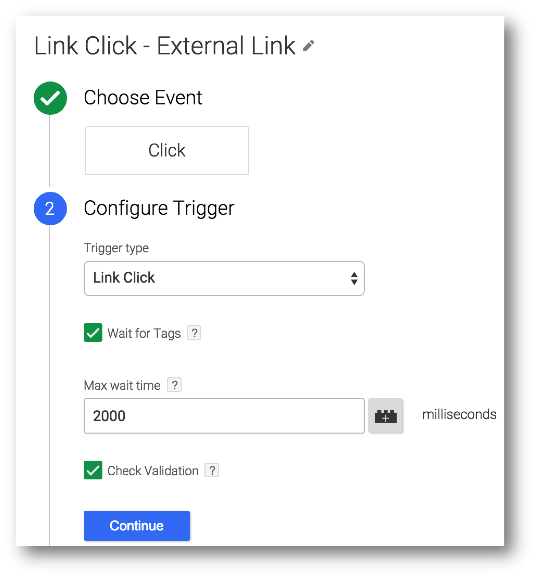 Link Click - External Link
Choose Event
Click
2 Configure Trigger
Trigger type
Link Click
Wait for Tags ?
Max wait time ?
2000 milliseconds
Check Validation ?
Continue